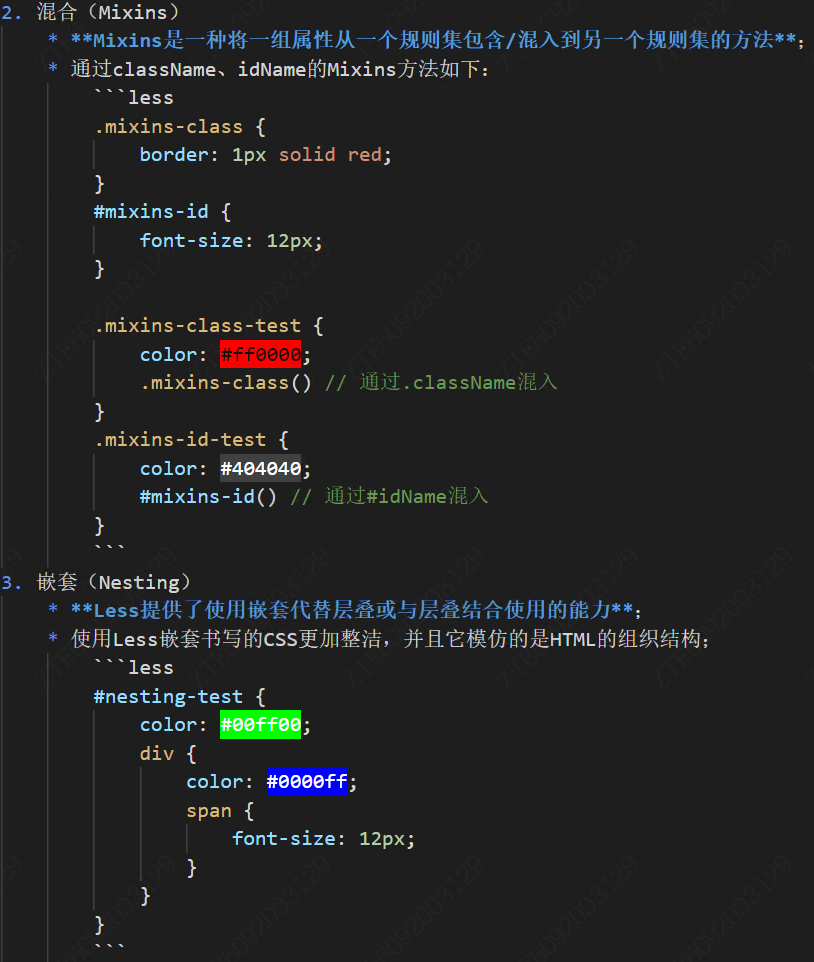 2. 混合（Mixins）
* **Mixins是一种将一组属性从一个规则集包含/混入到另一个规则集的方法**；
* 通过className、idName的Mixins方法如下：
```less
.mixins-class {
border: 1px solid red;
}
#mixins-id {
font-size: 12px;
}
.mixins-class-test {
color: #ff0000;
.mixins-class() // 通过.className混入
}
.mixins-id-test {
color: #404040;
#mixins-id() // 通过#idName混入
}
```
3. 嵌套（Nesting）
* **Less提供了使用嵌套代替层叠或与层叠结合使用的能力**；
* 使用Less嵌套书写的CSS更加整洁，并且它模仿的是HTML的组织结构；
```less
#nesting-test {
color: #00ff00;
div {
color: #0000ff;
span {
font-size: 12px;
}
}
}
```